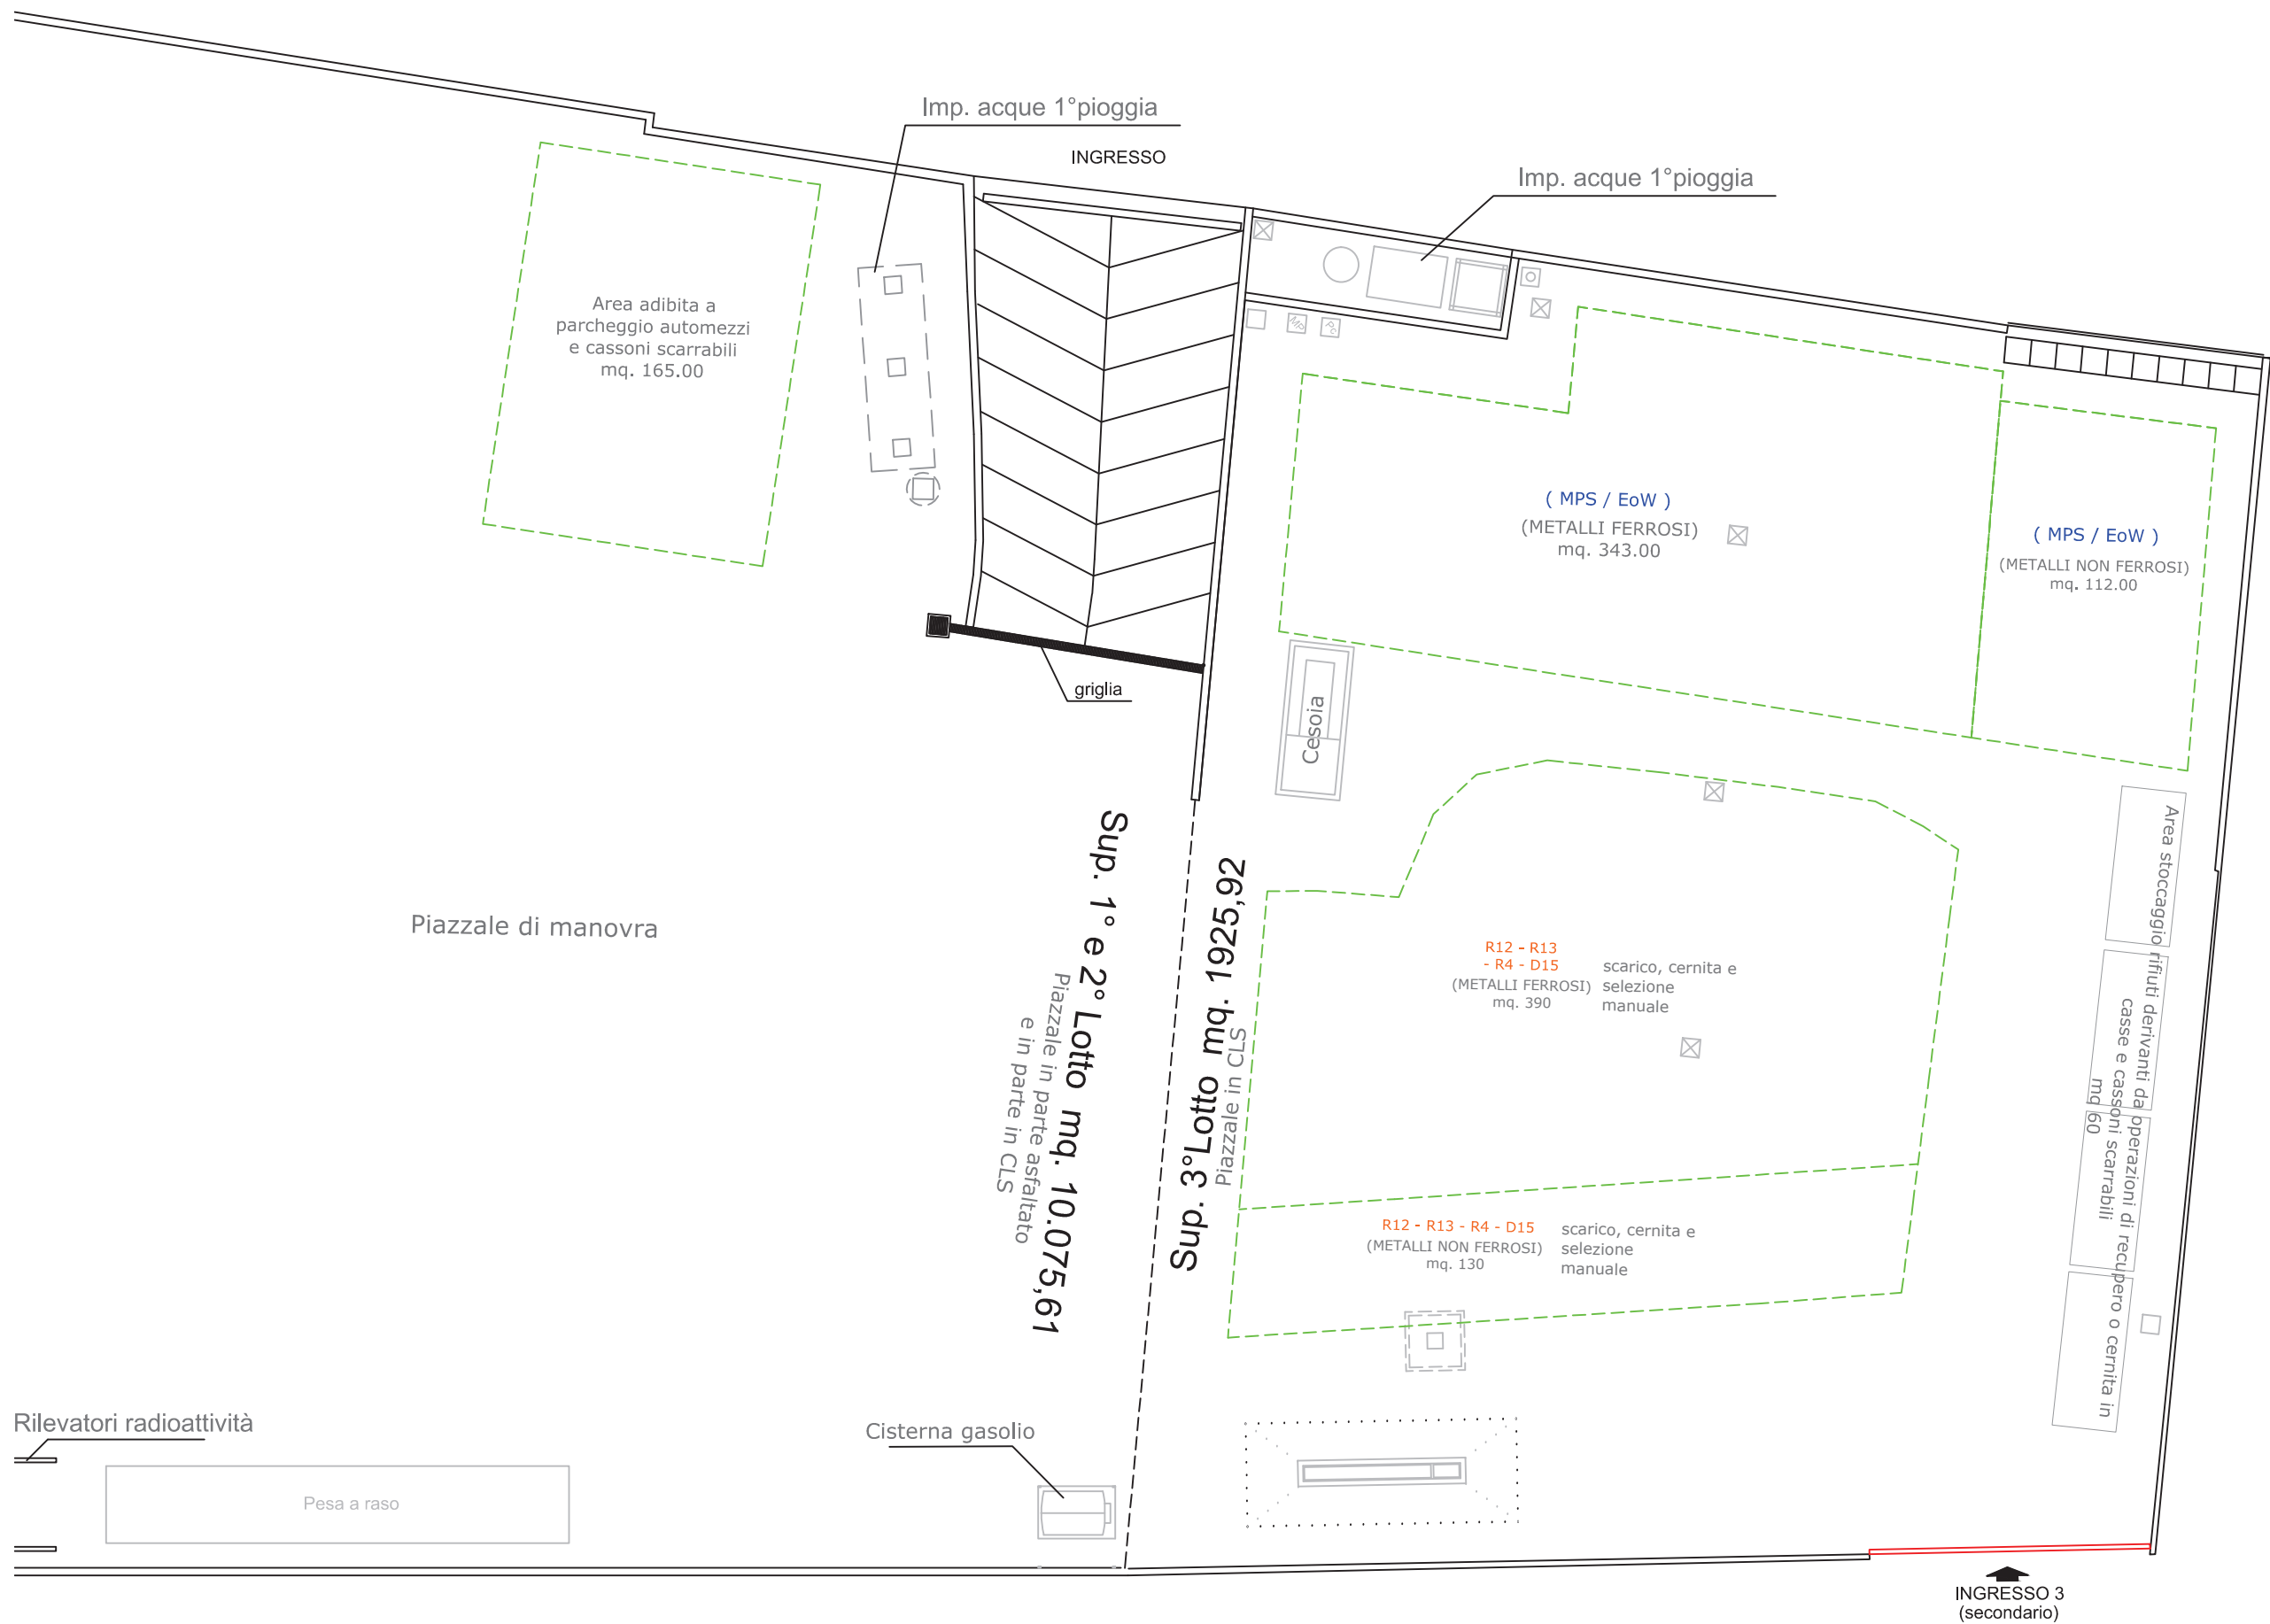 Imp. acque 1°pioggia
INGRESSO
Imp. acque 1°pioggia
Area adibita a
parcheggio automezzi
e cassoni scarrabili
mq. 165.00
MP
Pc
( MPS / EoW )
(METALLI FERROSI)
mq. 343.00
( MPS / EoW )
(METALLI NON FERROSI)
mq. 112.00
griglia
Cesoia
Piazzale di manovra
Sup. 1° e 2° Lotto mq. 10.075,61
Piazzale in parte asfaltato
e in parte in CLS
Sup. 3°Lotto mq. 1925,92
Piazzale in CLS
R12 - R13
- R4 - D15
(METALLI FERROSI)
mq. 390
scarico, cernita e
selezione
manuale
R12 - R13 - R4 - D15
(METALLI NON FERROSI)
mq. 130
scarico, cernita e
selezione
manuale
Area stoccaggio rifiuti derivanti da operazioni di recupero o cernita in
casse e cassoni scarrabili
mq 60
Rilevatori radioattività
Pesa a raso
Cisterna gasolio
INGRESSO 3
(secondario)